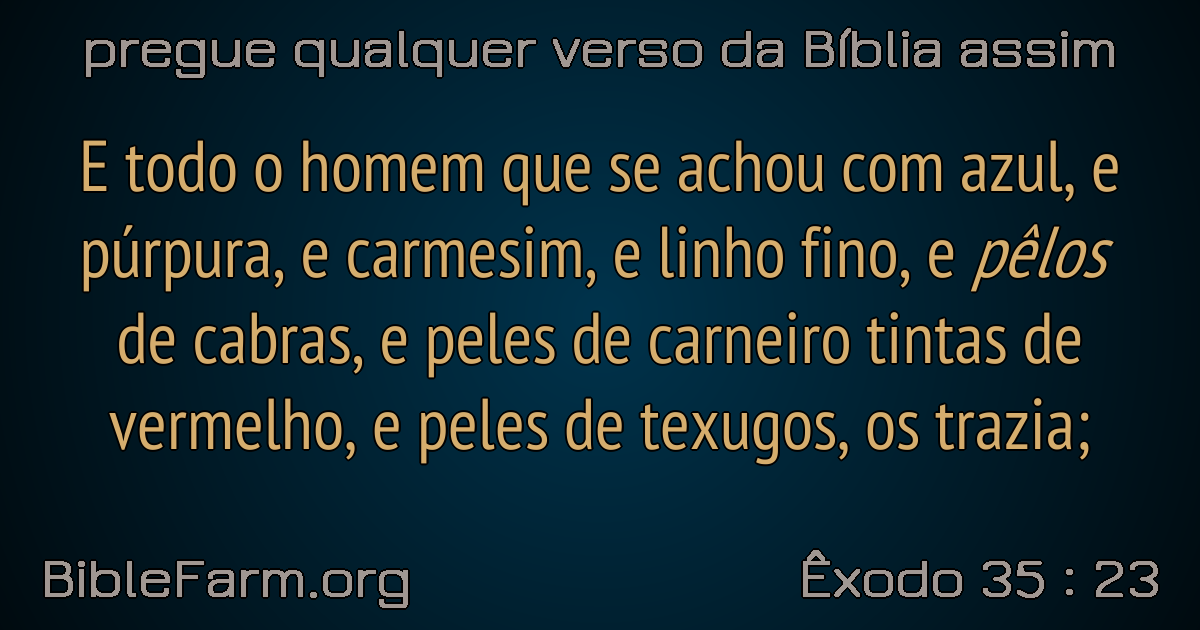 pregue qualquer verso da Bíblia assim
E todo o homem que se achou com azul, e
púrpura, e carmesim, e linho fino, e pêlos
de cabras, e peles de carneiro tintas de
vermelho, e peles de texugos, os trazia;
BibleFarm.org
Êxodo 35 : 23